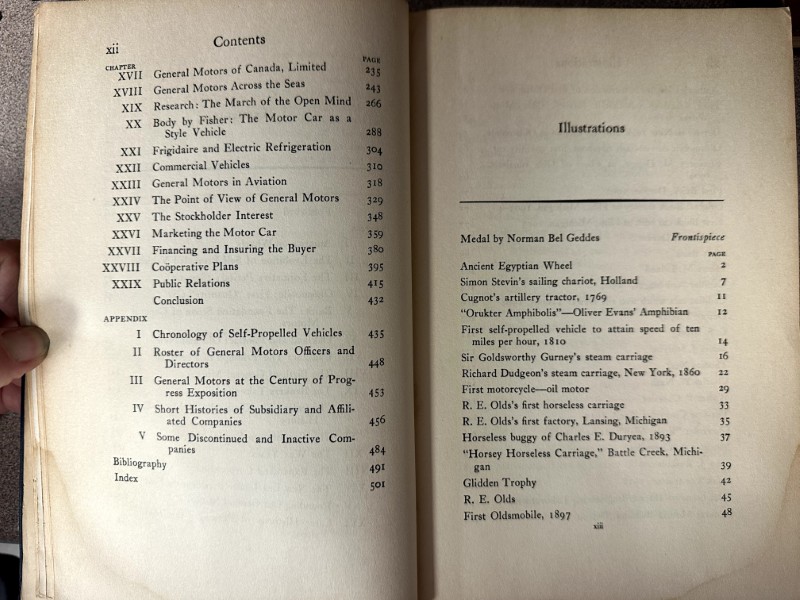 xii
Contents
CHAPTER PAGE
XVII General Motors of Canada, Limited 235
XVIII General Motors Across the Seas 243
XIX Research: The March of the Open Mind 266
XX Body by Fisher: The Motor Car as a
Style Vehicle 288
XXI Frigidaire and Electric Refrigeration 304
XXII Commercial Vehicles 310
XXIII General Motors in Aviation 318
XXIV The Point of View of General Motors 329
XXV The Stockholder Interest 348
XXVI Marketing the Motor Car 359
XXVII Financing and Insuring the Buyer 380
XXVIII Coöperative Plans 395
XXIX Public Relations 415
Conclusion 432
APPENDIX
I Chronology of Self-Propelled Vehicles 435
II Roster of General Motors Officers and
Directors 448
III General Motors at the Century of Prog-
ress Exposition 453
IV Short Histories of Subsidiary and Affili-
ated Companies 456
V Some Discontinued and Inactive Com-
panies 484
Bibliography 491
Index 501
Illustrations
Medal by Norman Bel Geddes Frontispiece
PAGE
Ancient Egyptian Wheel 2
Simon Stevin's sailing chariot, Holland 7
Cugnot's artillery tractor, 1769 11
"Orukter Amphibolis"—Oliver Evans' Amphibian 12
First self-propelled vehicle to attain speed of ten
miles per hour, 1810 14
Sir Goldsworthy Gurney's steam carriage 16
Richard Dudgeon's steam carriage, New York, 1860 22
First motorcycle—oil motor 29
R. E. Olds's first horseless carriage 33
R. E. Olds's first factory, Lansing, Michigan 35
Horseless buggy of Charles E. Duryea, 1893 37
"Horsey Horseless Carriage," Battle Creek, Michi-
gan 39
Glidden Trophy 42
R. E. Olds 45
First Oldsmobile, 1897 48
xiii